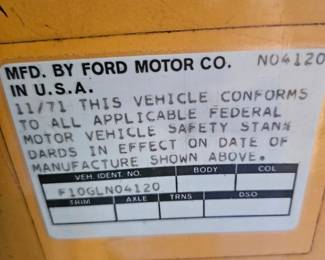 MFD. BY FORD MOTOR CO. N04120
IN U.S.A.
11/71 THIS VEHICLE CONFORMS
TO ALL APPLICABLE FEDERAL
MOTOR VEHICLE SAFETY STAN-
DARDS IN EFFECT ON DATE OF
MANUFACTURE SHOWN ABOVE.
VEH. IDENT. NO. BODY COL
F10GLN04120
TRIM AXLE TRNS DSO